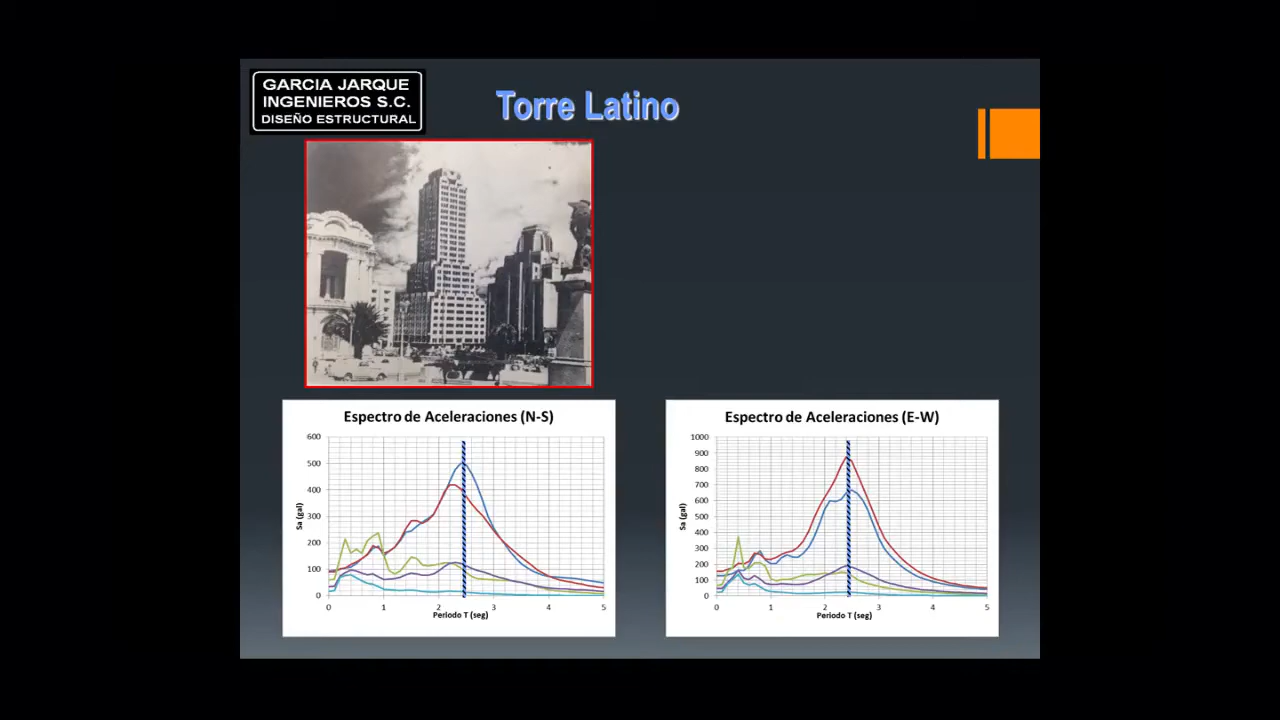 GARCIA JARQUE
INGENIEROS S.C.
DISEÑO ESTRUCTURAL
Torre Latino
Espectro de Aceleraciones (N-S)
600
500
400
300
200
100
0
Sa (gal)
0 1 2 3 4 5
Periodo T (seg)
Espectro de Aceleraciones (E-W)
1000
900
800
700
600
500
400
300
200
100
0
Sa (gal)
0 1 2 3 4 5
Periodo T (seg)